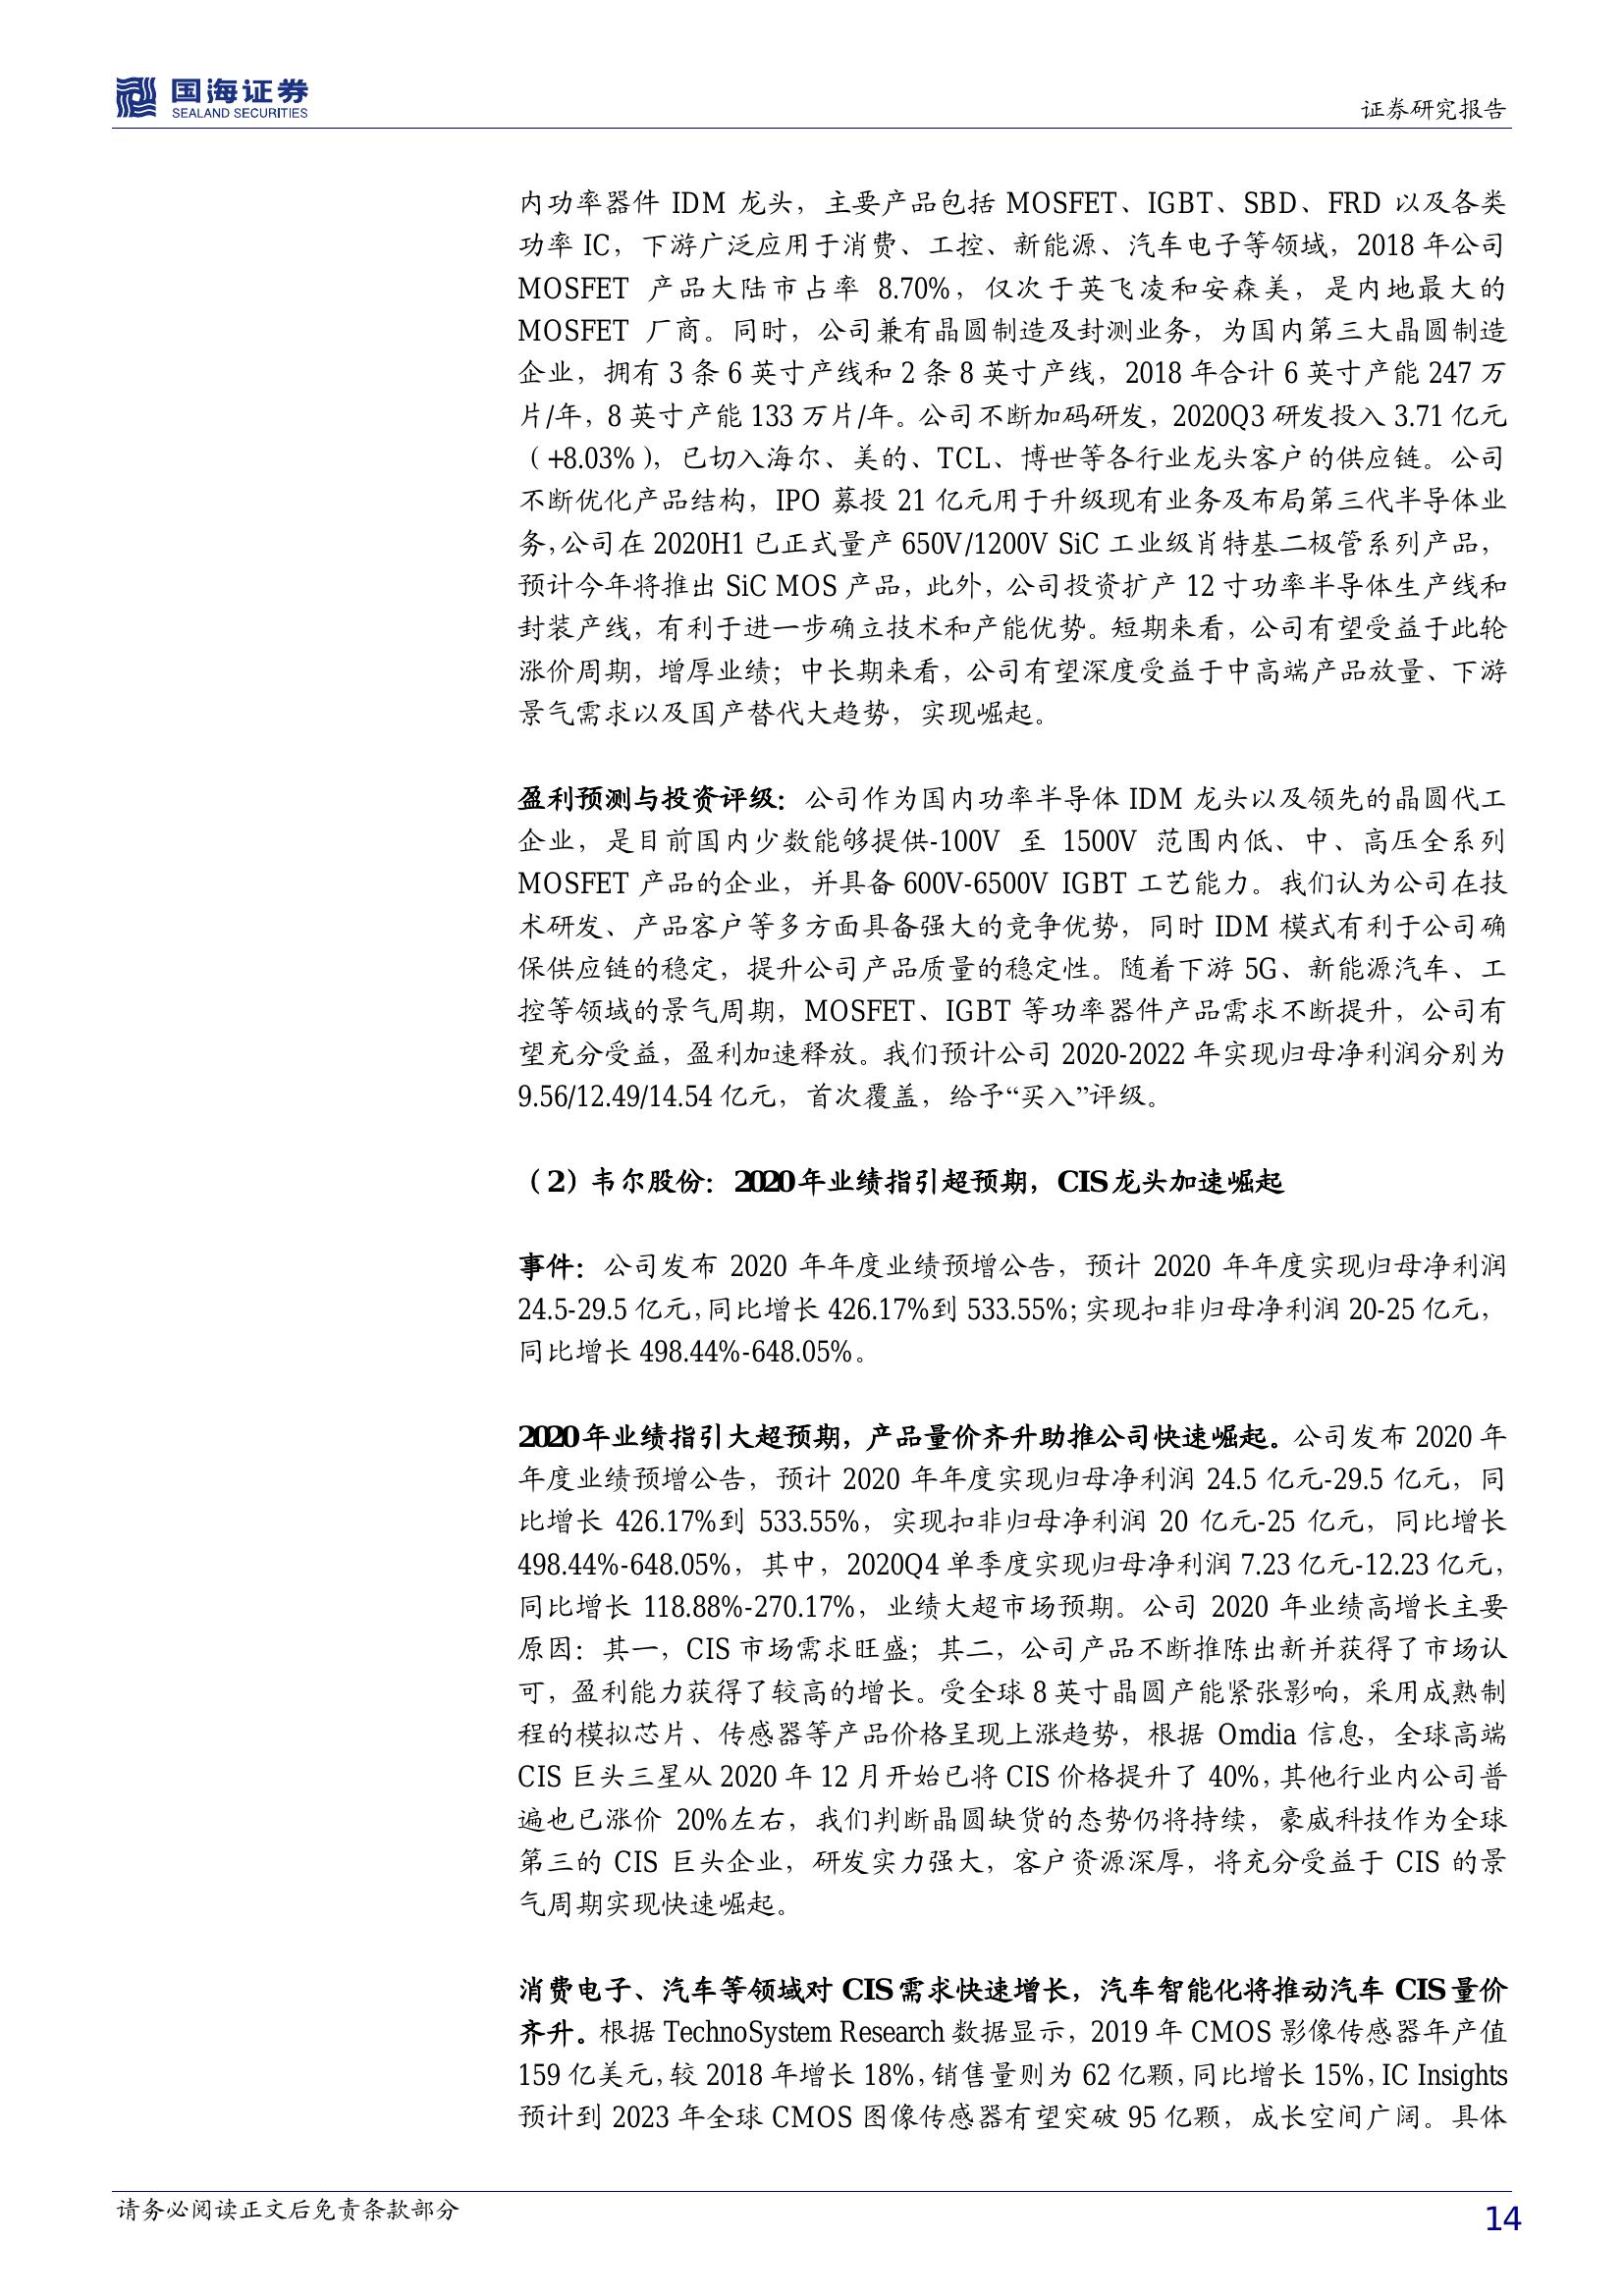 国海证券
SEALAND SECURITIES
证券研究报告
内功率器件 IDM 龙头，主要产品包括 MOSFET、IGBT、SBD、FRD 以及各类
功率 IC，下游广泛应用于消费、工控、新能源、汽车电子等领域，2018 年公司
MOSFET 产品大陆市占率 8.70%，仅次于英飞凌和安森美，是内地最大的
MOSFET 厂商。同时，公司兼有晶圆制造及封测业务，为国内第三大晶圆制造
企业，拥有 3 条 6 英寸产线和 2 条 8 英寸产线，2018 年合计 6 英寸产能 247 万
片/年，8 英寸产能 133 万片/年。公司不断加码研发，2020Q3 研发投入 3.71 亿元
（+8.03%），已切入海尔、美的、TCL、博世等各行业龙头客户的供应链。公司
不断优化产品结构，IPO 募投 21 亿元用于升级现有业务及布局第三代半导体业
务，公司在 2020H1 已正式量产 650V/1200V SiC 工业级肖特基二极管系列产品，
预计今年将推出 SiC MOS 产品，此外，公司投资扩产 12 寸功率半导体生产线和
封装产线，有利于进一步确立技术和产能优势。短期来看，公司有望受益于此轮
涨价周期，增厚业绩；中长期来看，公司有望深度受益于中高端产品放量、下游
景气需求以及国产替代大趋势，实现崛起。
盈利预测与投资评级：公司作为国内功率半导体 IDM 龙头以及领先的晶圆代工
企业，是目前国内少数能够提供-100V 至 1500V 范围内低、中、高压全系列
MOSFET 产品的企业，并具备 600V-6500V IGBT 工艺能力。我们认为公司在技
术研发、产品客户等多方面具备强大的竞争优势，同时 IDM 模式有利于公司确
保供应链的稳定，提升公司产品质量的稳定性。随着下游 5G、新能源汽车、工
控等领域的景气周期，MOSFET、IGBT 等功率器件产品需求不断提升，公司有
望充分受益，盈利加速释放。我们预计公司 2020-2022 年实现归母净利润分别为
9.56/12.49/14.54 亿元，首次覆盖，给予“买入”评级。
（2）韦尔股份：2020 年业绩指引超预期，CIS 龙头加速崛起
事件：公司发布 2020 年年度业绩预增公告，预计 2020 年年度实现归母净利润
24.5-29.5 亿元，同比增长 426.17%到 533.55%；实现扣非归母净利润 20-25 亿元，
同比增长 498.44%-648.05%。
2020 年业绩指引大超预期，产品量价齐升助推公司快速崛起。公司发布 2020 年
年度业绩预增公告，预计 2020 年年度实现归母净利润 24.5 亿元-29.5 亿元，同
比增长 426.17%到 533.55%，实现扣非归母净利润 20 亿元-25 亿元，同比增长
498.44%-648.05%，其中，2020Q4 单季度实现归母净利润 7.23 亿元-12.23 亿元，
同比增长 118.88%-270.17%，业绩大超市场预期。公司 2020 年业绩高增长主要
原因：其一，CIS 市场需求旺盛；其二，公司产品不断推陈出新并获得了市场认
可，盈利能力获得了较高的增长。受全球 8 英寸晶圆产能紧张影响，采用成熟制
程的模拟芯片、传感器等产品价格呈现上涨趋势，根据 Omdia 信息，全球高端
CIS 巨头三星从 2020 年 12 月开始已将 CIS 价格提升了 40%，其他行业内公司普
遍也已涨价 20%左右，我们判断晶圆缺货的态势仍将持续，豪威科技作为全球
第三的 CIS 巨头企业，研发实力强大，客户资源深厚，将充分受益于 CIS 的景
气周期实现快速崛起。
消费电子、汽车等领域对 CIS 需求快速增长，汽车智能化将推动汽车 CIS 量价
齐升。根据 TechnoSystem Research 数据显示，2019 年 CMOS 影像传感器年产值
159 亿美元，较 2018 年增长 18%，销售量则为 62 亿颗，同比增长 15%，IC Insights
预计到 2023 年全球 CMOS 图像传感器有望突破 95 亿颗，成长空间广阔。具体
请务必阅读正文后免责条款部分
14